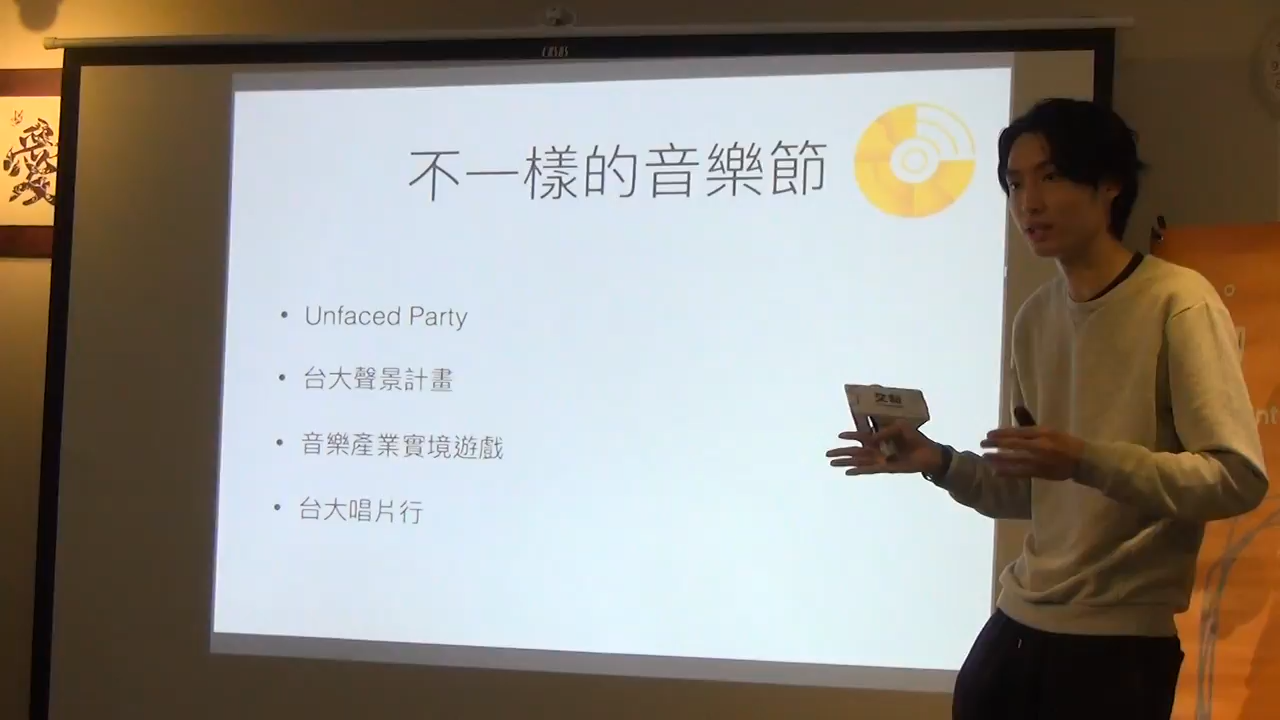 不一樣的音樂節
• Unfaced Party
• 台大聲景計畫
• 音樂產業實境遊戲
• 台大唱片行
愛